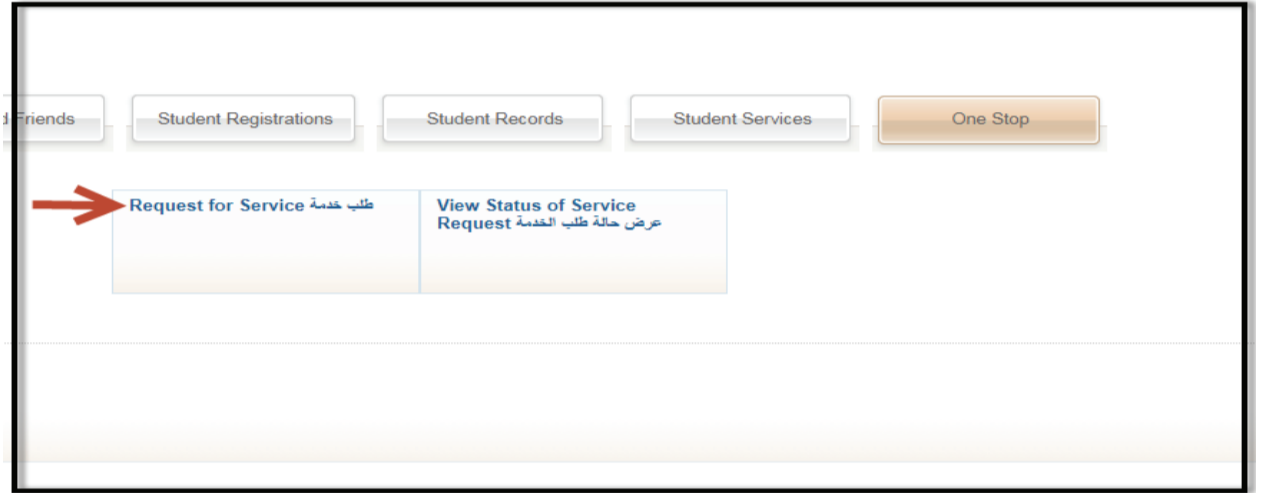 Friends
Student Registrations
Student Records
Student Services
One Stop
Request for Service طلب خدمة
View Status of Service
Request عرض حالة طلب الخدمة